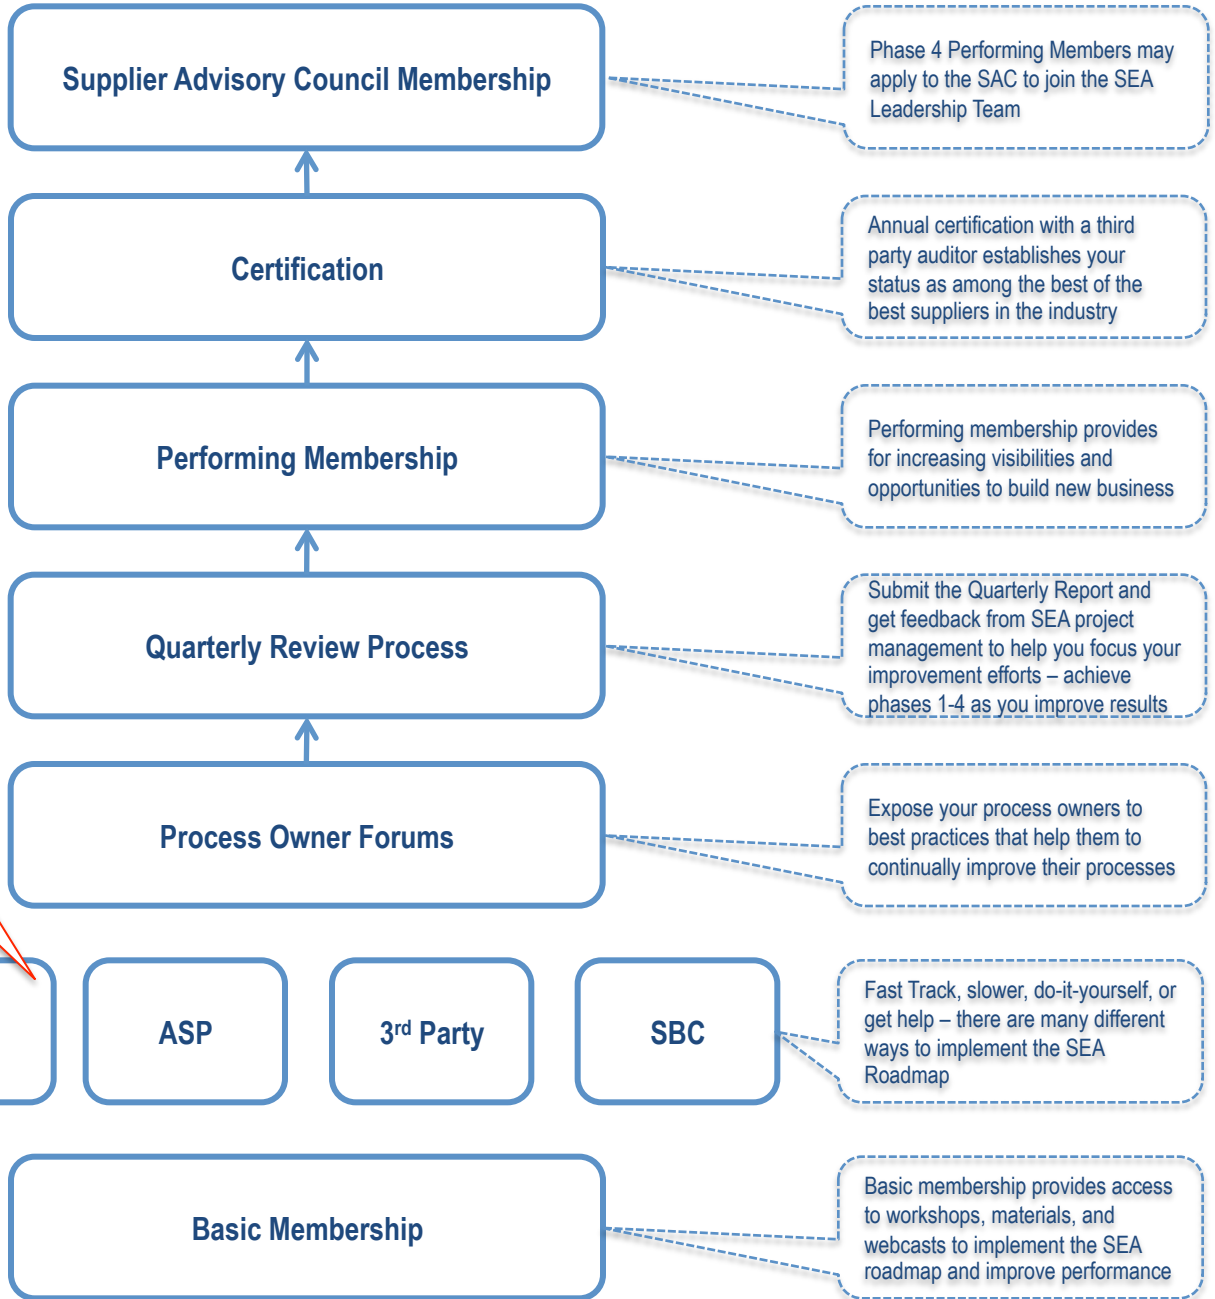 Supplier Advisory Council Membership
Phase 4 Performing Members may
apply to the SAC to join the SEA
Leadership Team
Certification
Annual certification with a third
party auditor establishes your
status as among the best of the
best suppliers in the industry
Performing Membership
Performing membership provides
for increasing visibilities and
opportunities to build new business
Quarterly Review Process
Submit the Quarterly Report and
get feedback from SEA project
management to help you focus your
improvement efforts – achieve
phases 1-4 as you improve results
Process Owner Forums
Expose your process owners to
best practices that help them to
continually improve their processes
ASP
3rd Party
SBC
Fast Track, slower, do-it-yourself, or
get help – there are many different
ways to implement the SEA
Roadmap
Basic Membership
Basic membership provides access
to workshops, materials, and
webcasts to implement the SEA
roadmap and improve performance